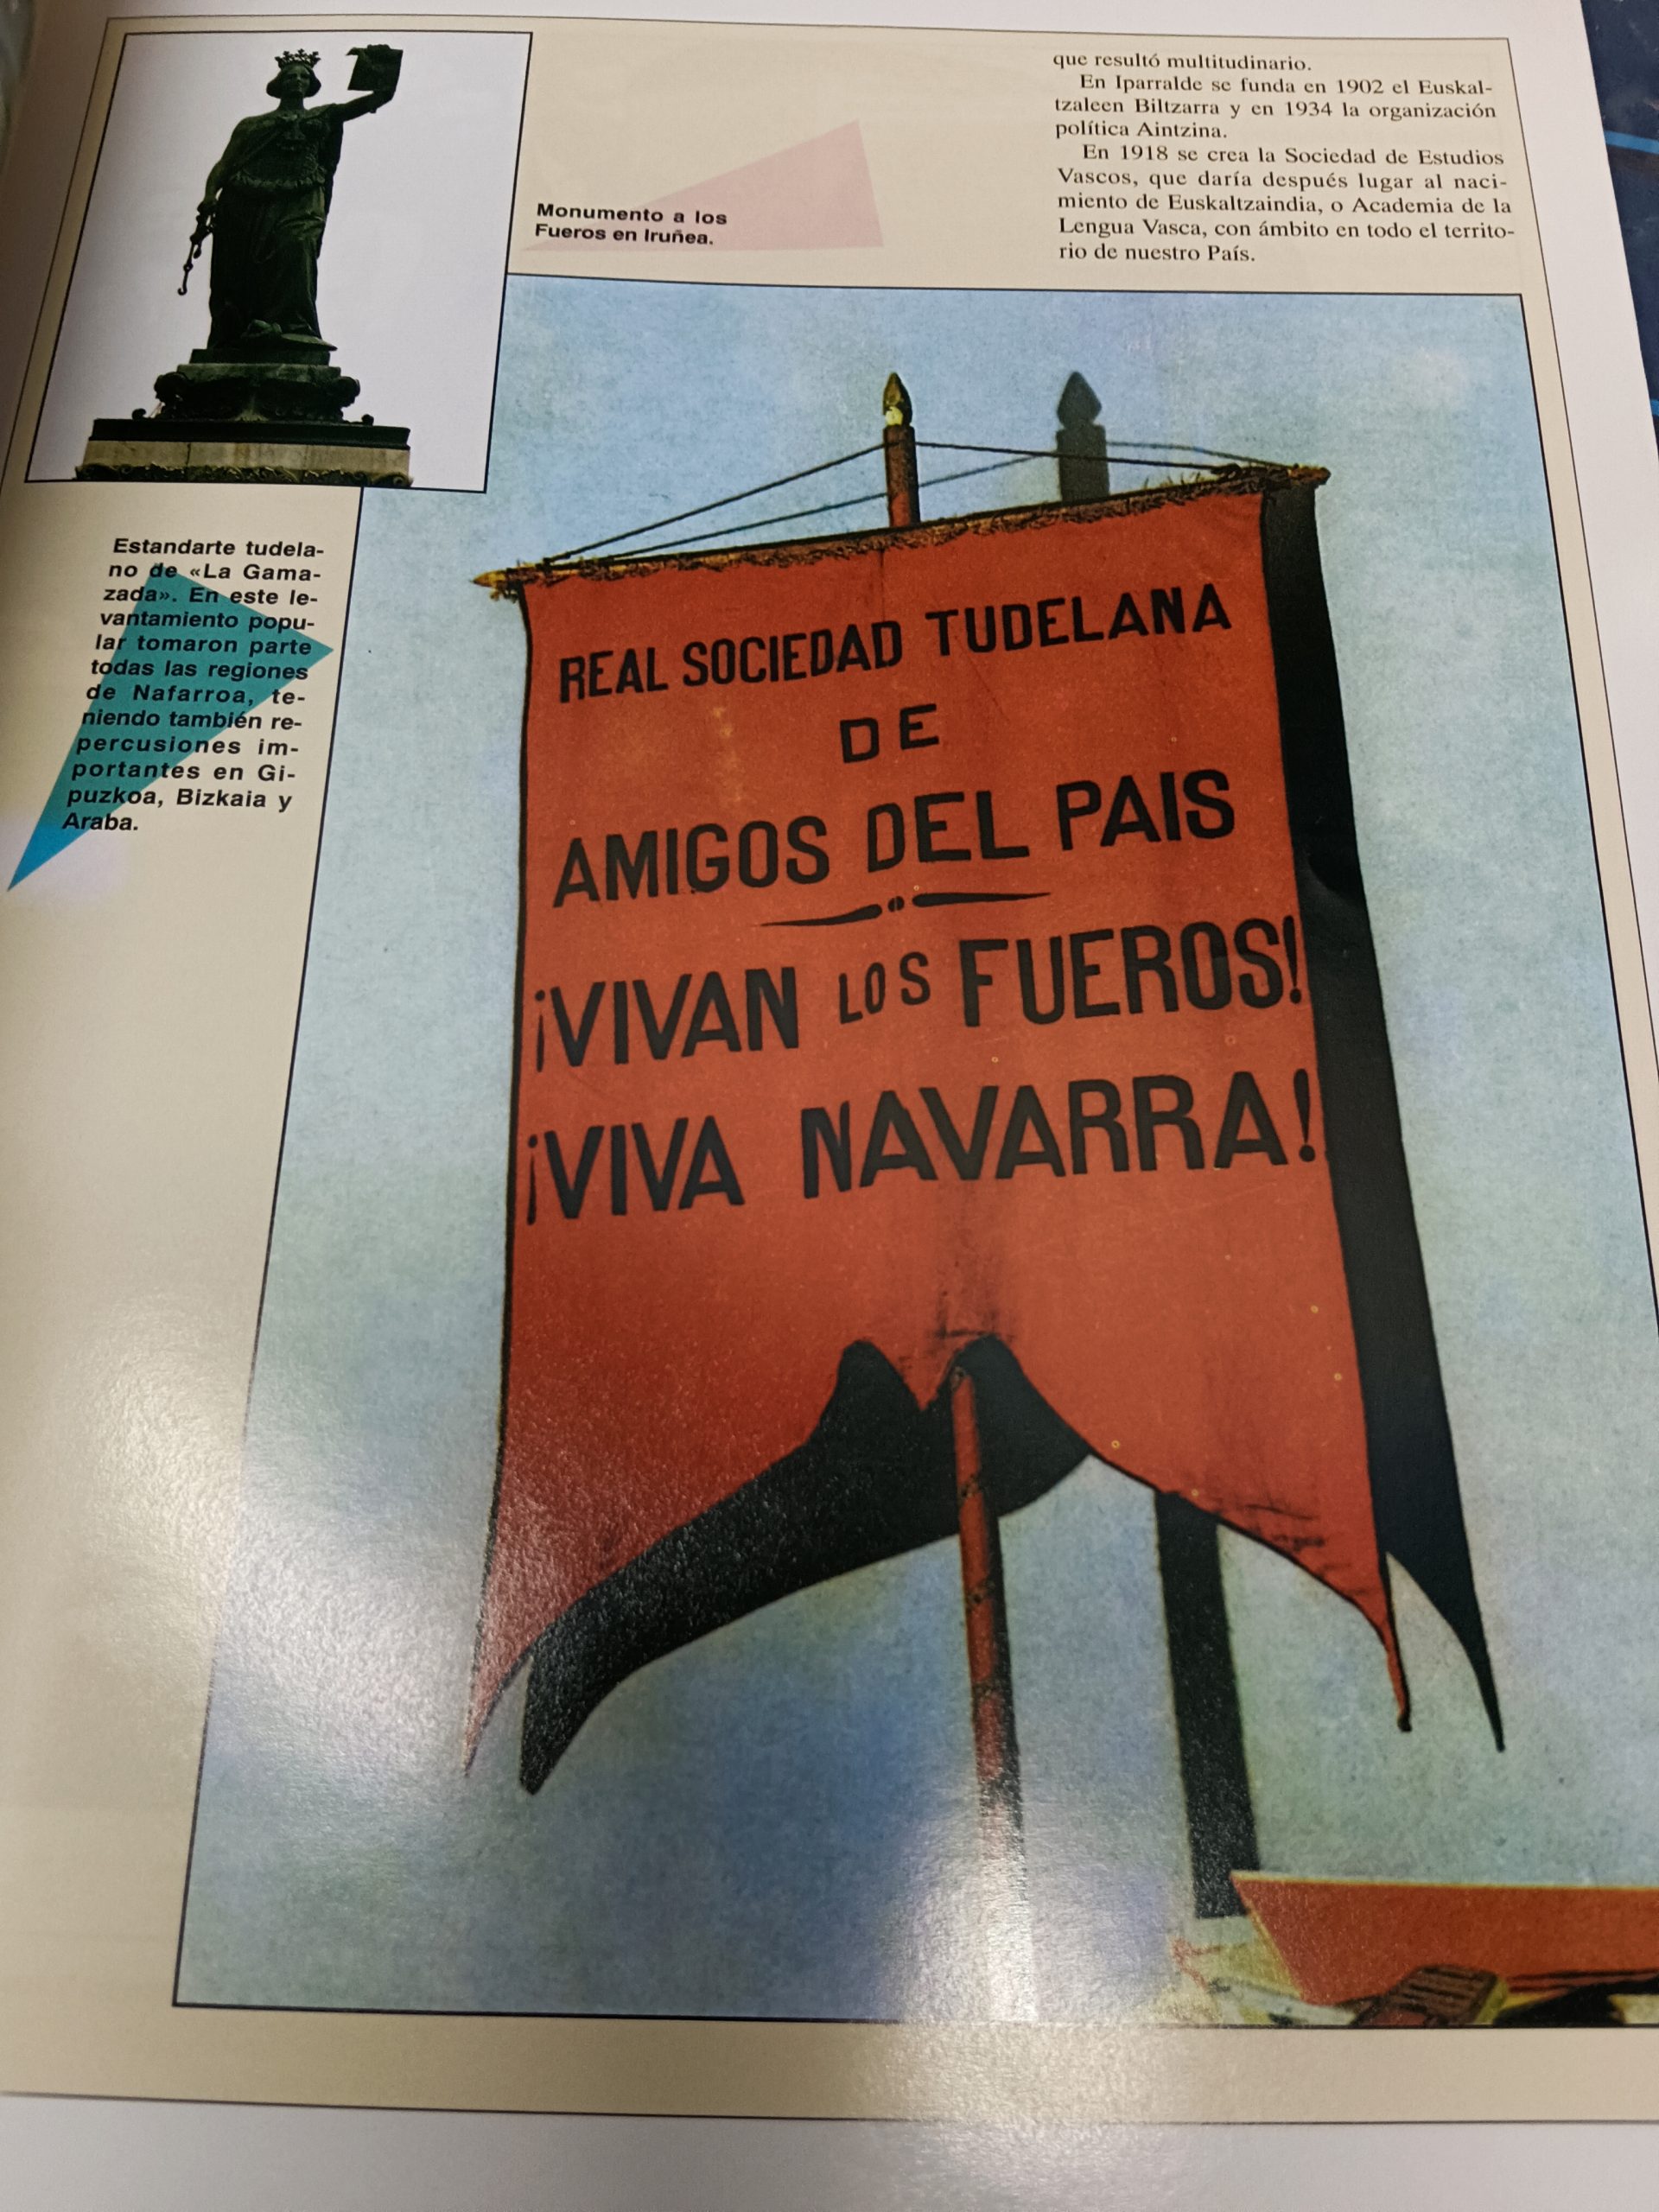 que resultó multitudinario.
En Iparralde se funda en 1902 el Euskal-
tzaleen Biltzarra y en 1934 la organización
política Aintzina.
En 1918 se crea la Sociedad de Estudios
Vascos, que daría después lugar al naci-
miento de Euskaltzaindia, o Academia de la
Lengua Vasca, con ámbito en todo el territo-
rio de nuestro País.
Monumento a los
Fueros en Iruñea.
Estandarte tudela-
no de «La Gama-
zada». En este le-
vantamiento popu-
lar tomaron parte
todas las regiones
de Nafarroa, te-
niendo también re-
percusiones im-
portantes en Gi-
puzkoa, Bizkaia y
Araba.
REAL SOCIEDAD TUDELANA
DE
AMIGOS DEL PAIS
¡VIVAN LOS FUEROS!
¡VIVA NAVARRA!